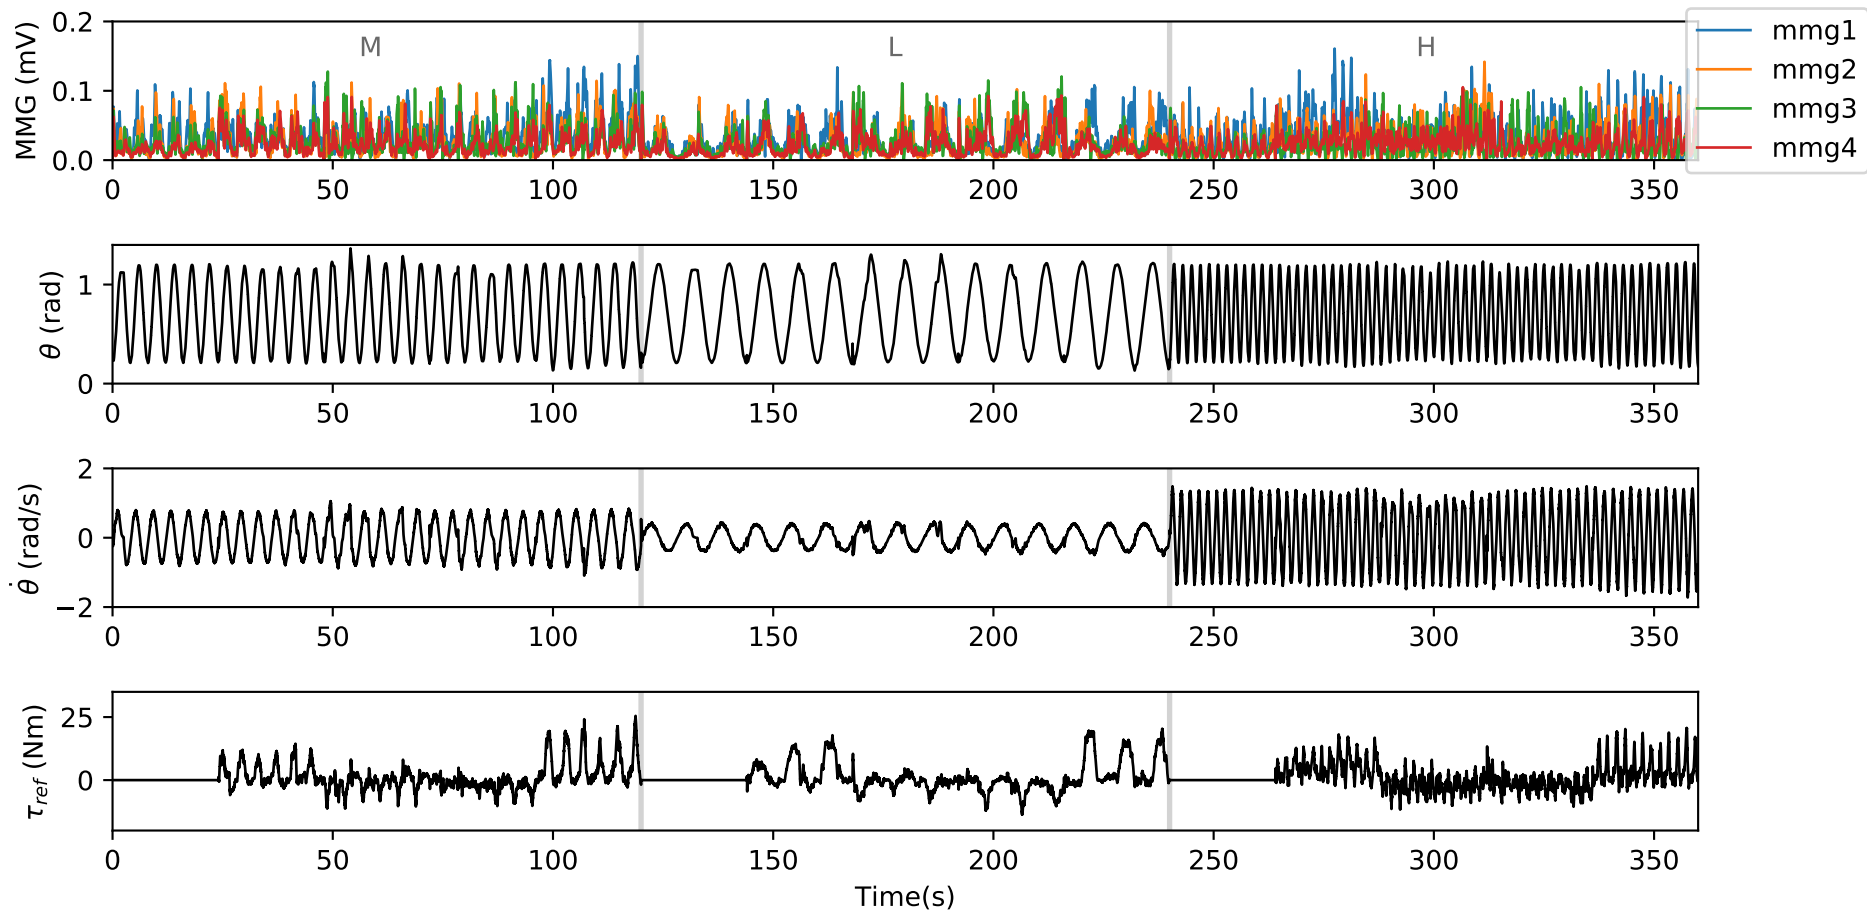 MMG (mV)
0.2
0.1
0.0
M
L
H
mmg1
mmg2
mmg3
mmg4
0 50 100 150 200 250 300 350
θ (rad)
1
0
0 50 100 150 200 250 300 350
θ̇ (rad/s)
2
0
−2
0 50 100 150 200 250 300 350
τref (Nm)
25
0
0 50 100 150 200 250 300 350
Time(s)